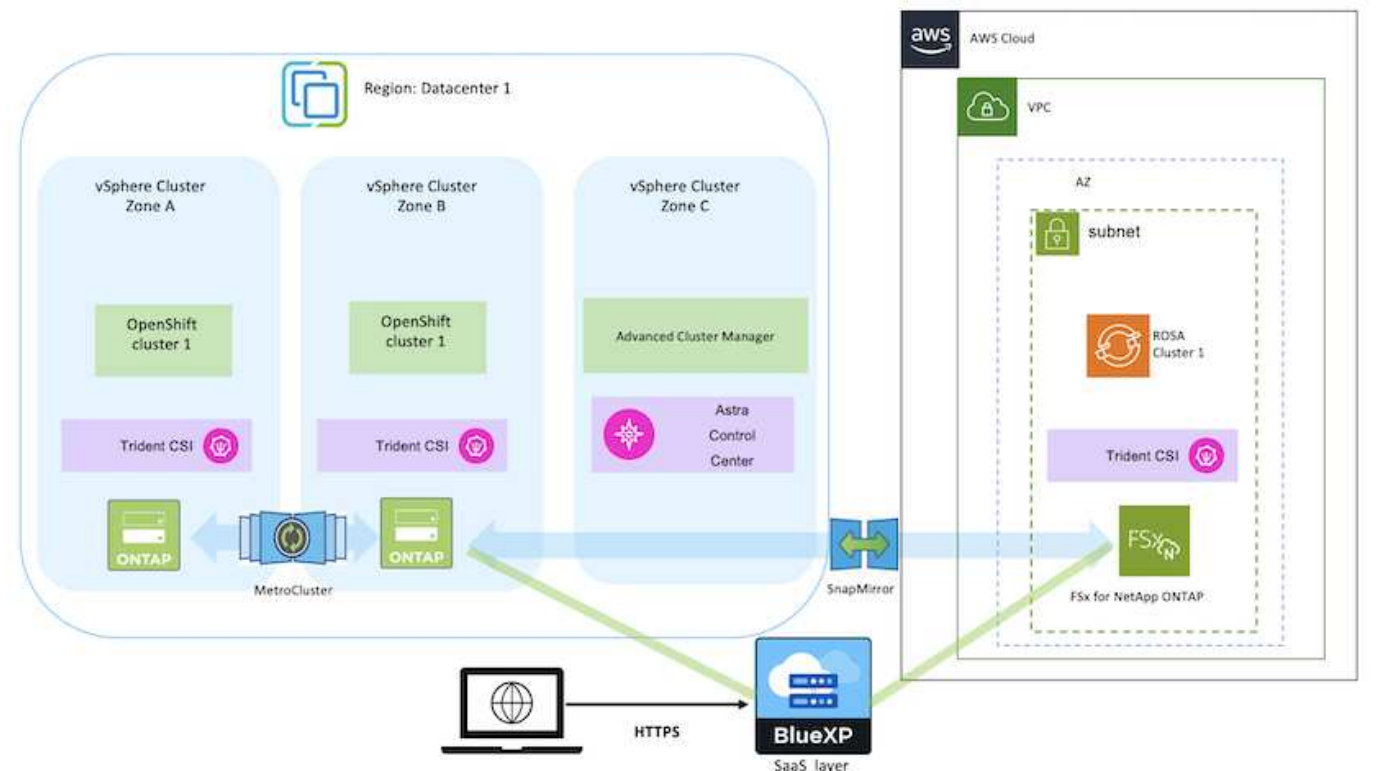 aws
AWS Cloud
Region: Datacenter 1
VPC
AZ
subnet
vSphere Cluster
Zone A
vSphere Cluster
Zone B
vSphere Cluster
Zone C
OpenShift
cluster 1
OpenShift
cluster 1
Advanced Cluster Manager
ROSA
Cluster 1
Trident CSI
Trident CSI
Astra
Control
Center
Trident CSI
ONTAP
ONTAP
FSx
N
MetroCluster
SnapMirror
FSx for NetApp ONTAP
HTTPS
BlueXP
SaaS layer